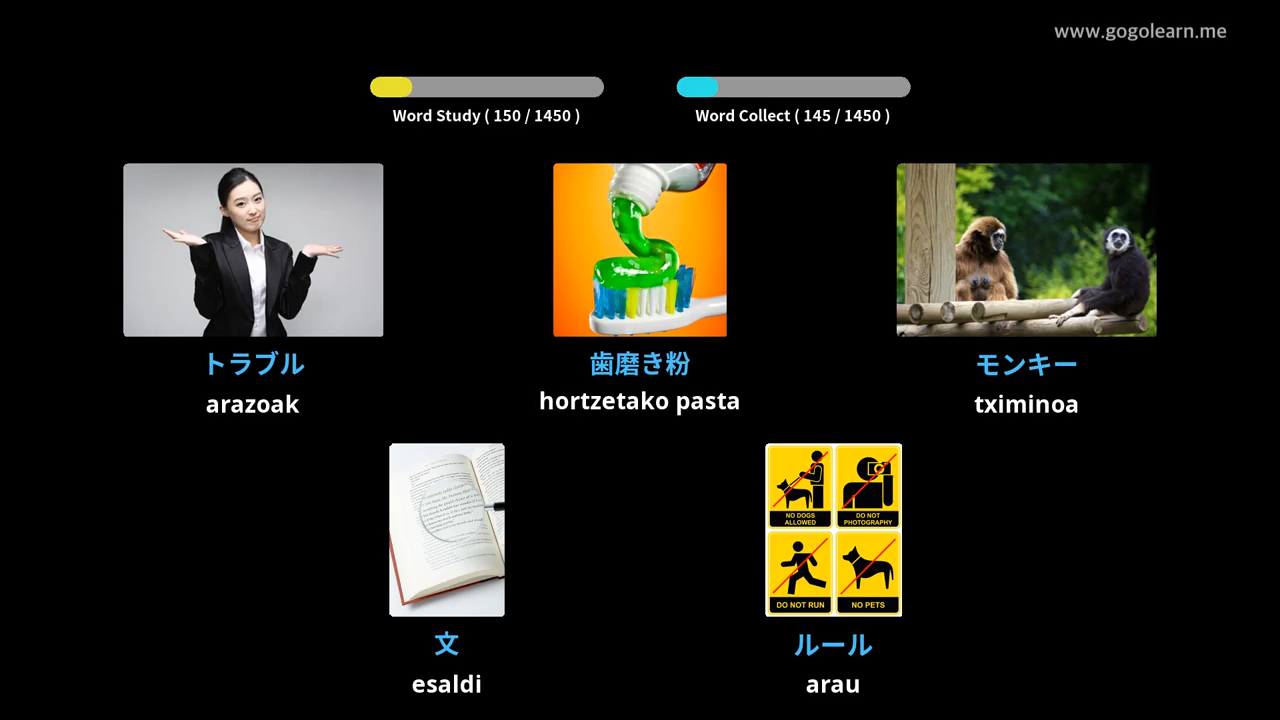 www.gogolearn.me
Word Study ( 150 / 1450 )
Word Collect ( 145 / 1450 )
トラブル
arazoak
歯磨き粉
hortzetako pasta
モンキー
tximinoa
NO DOGS
ALLOWED
DO NOT
PHOTOGRAPHY
DO NOT RUN
NO PETS
文
esaldi
ルール
arau